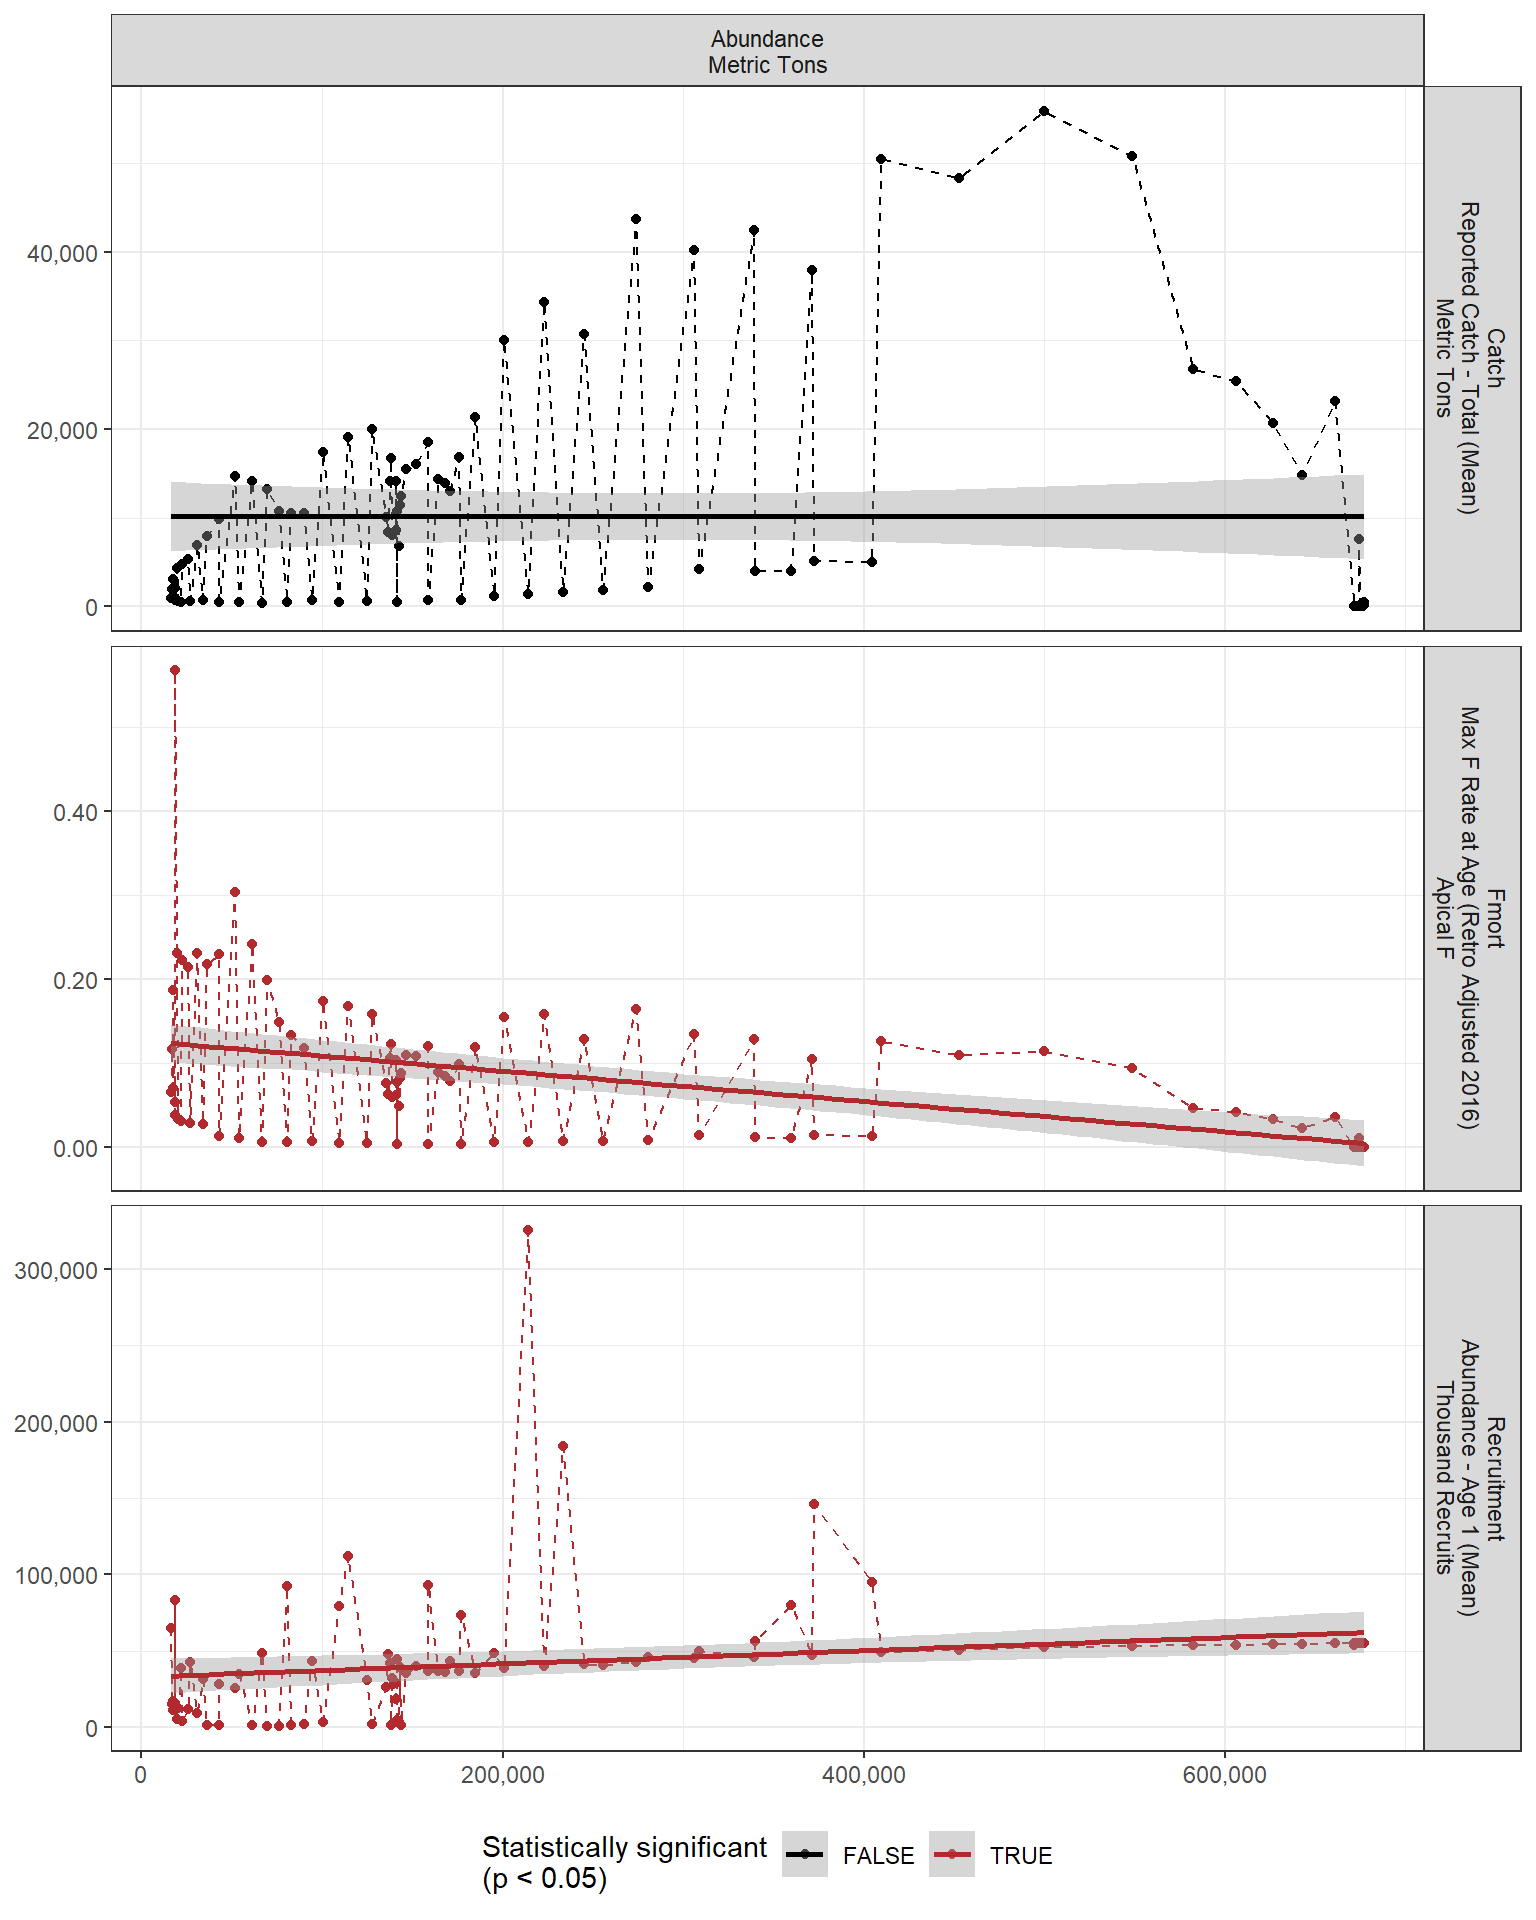 Abundance
Metric Tons
40,000
20,000
0
Catch
Reported Catch - Total (Mean)
Metric Tons
0.40
0.20
0.00
Fmort
Max F Rate at Age (Retro Adjusted 2016)
Apical F
300,000
200,000
100,000
0
Recruitment
Abundance - Age 1 (Mean)
Thousand Recruits
0
200,000
400,000
600,000
Statistically significant
(p < 0.05)
FALSE
TRUE